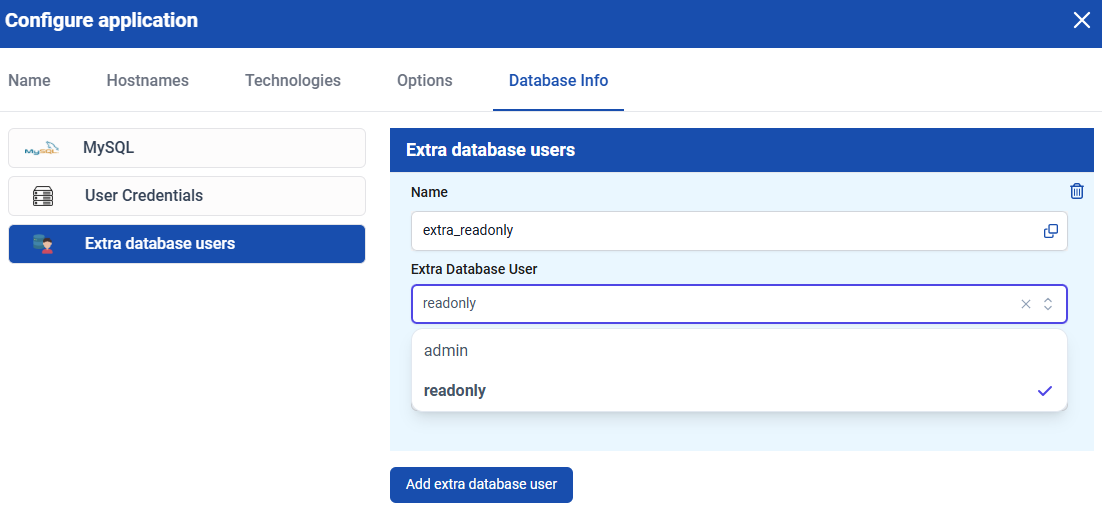 Configure application
Name Hostnames Technologies Options Database Info
MySQL MySQL
User Credentials
Extra database users
Extra database users
Name
extra_readonly
Extra Database User
readonly
admin
readonly
Add extra database user